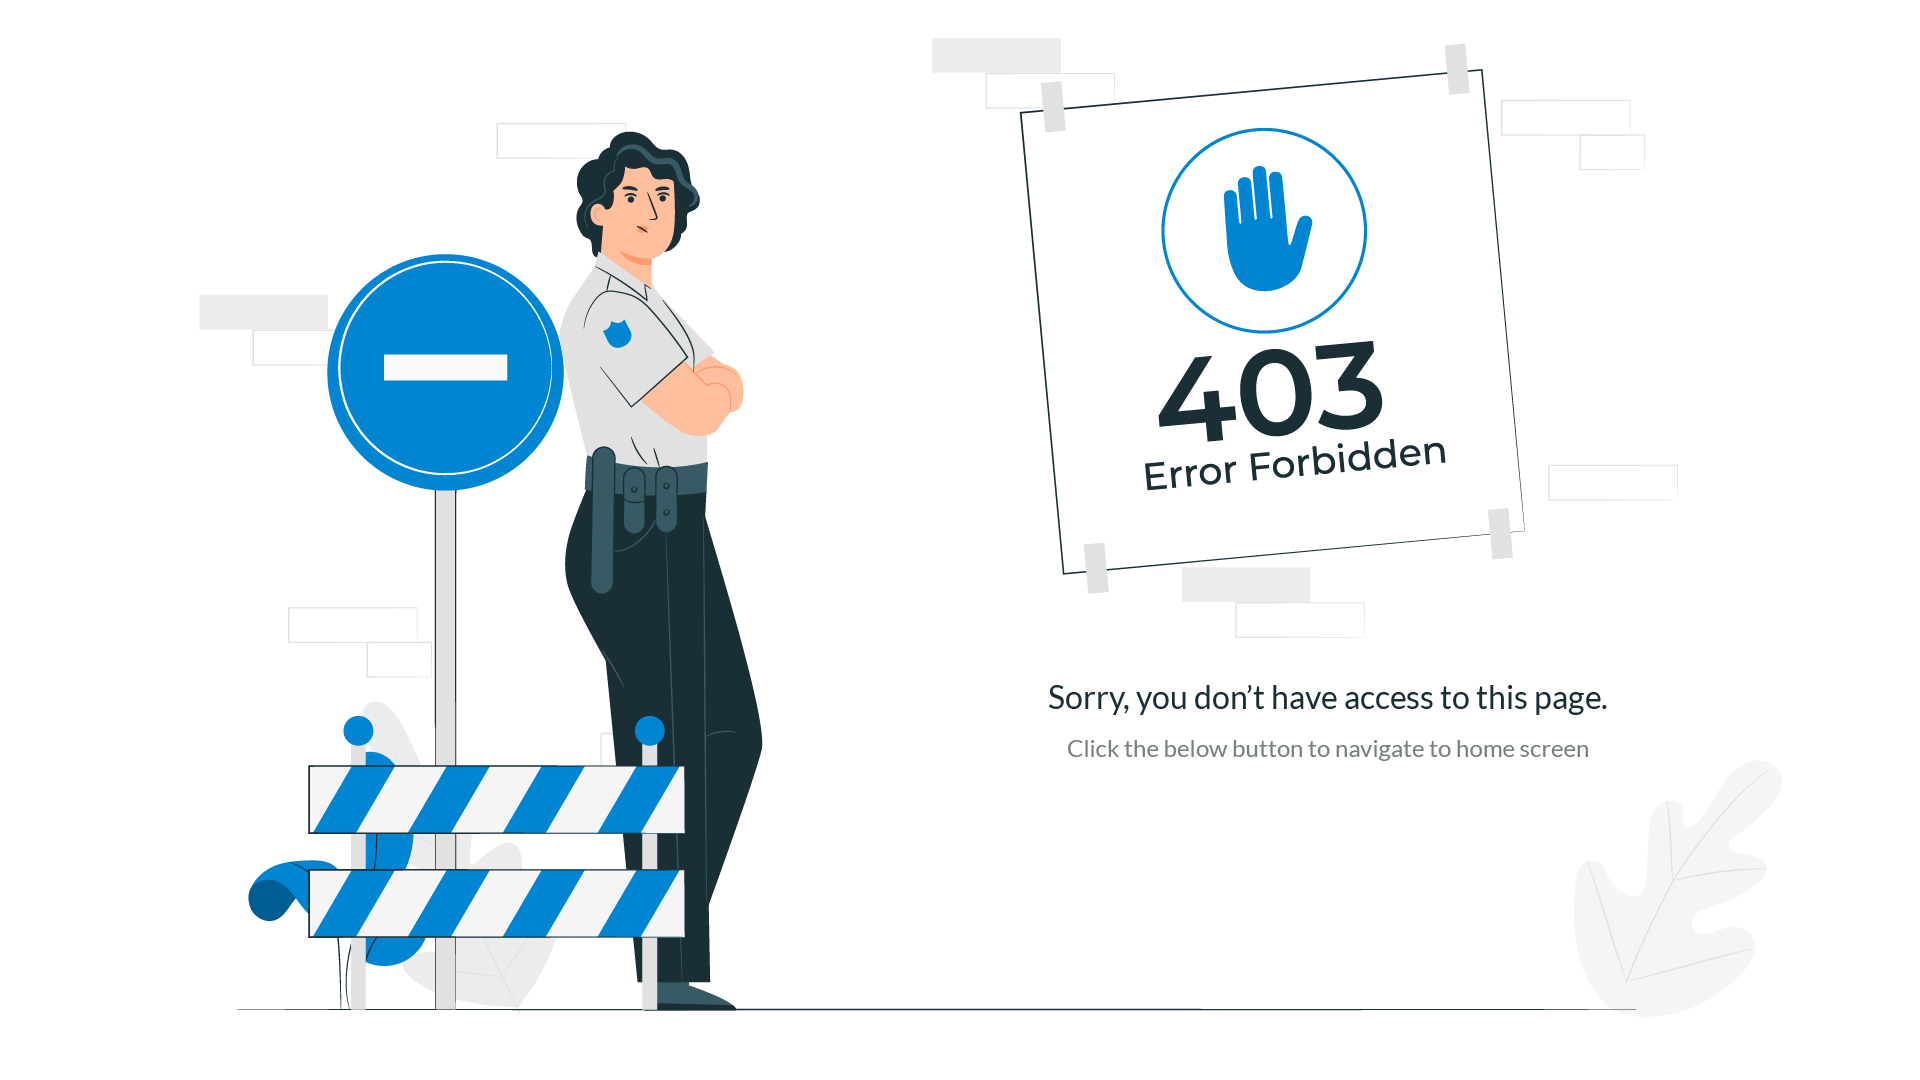 403
Error Forbidden
Sorry, you don’t have access to this page.
Click the below button to navigate to home screen